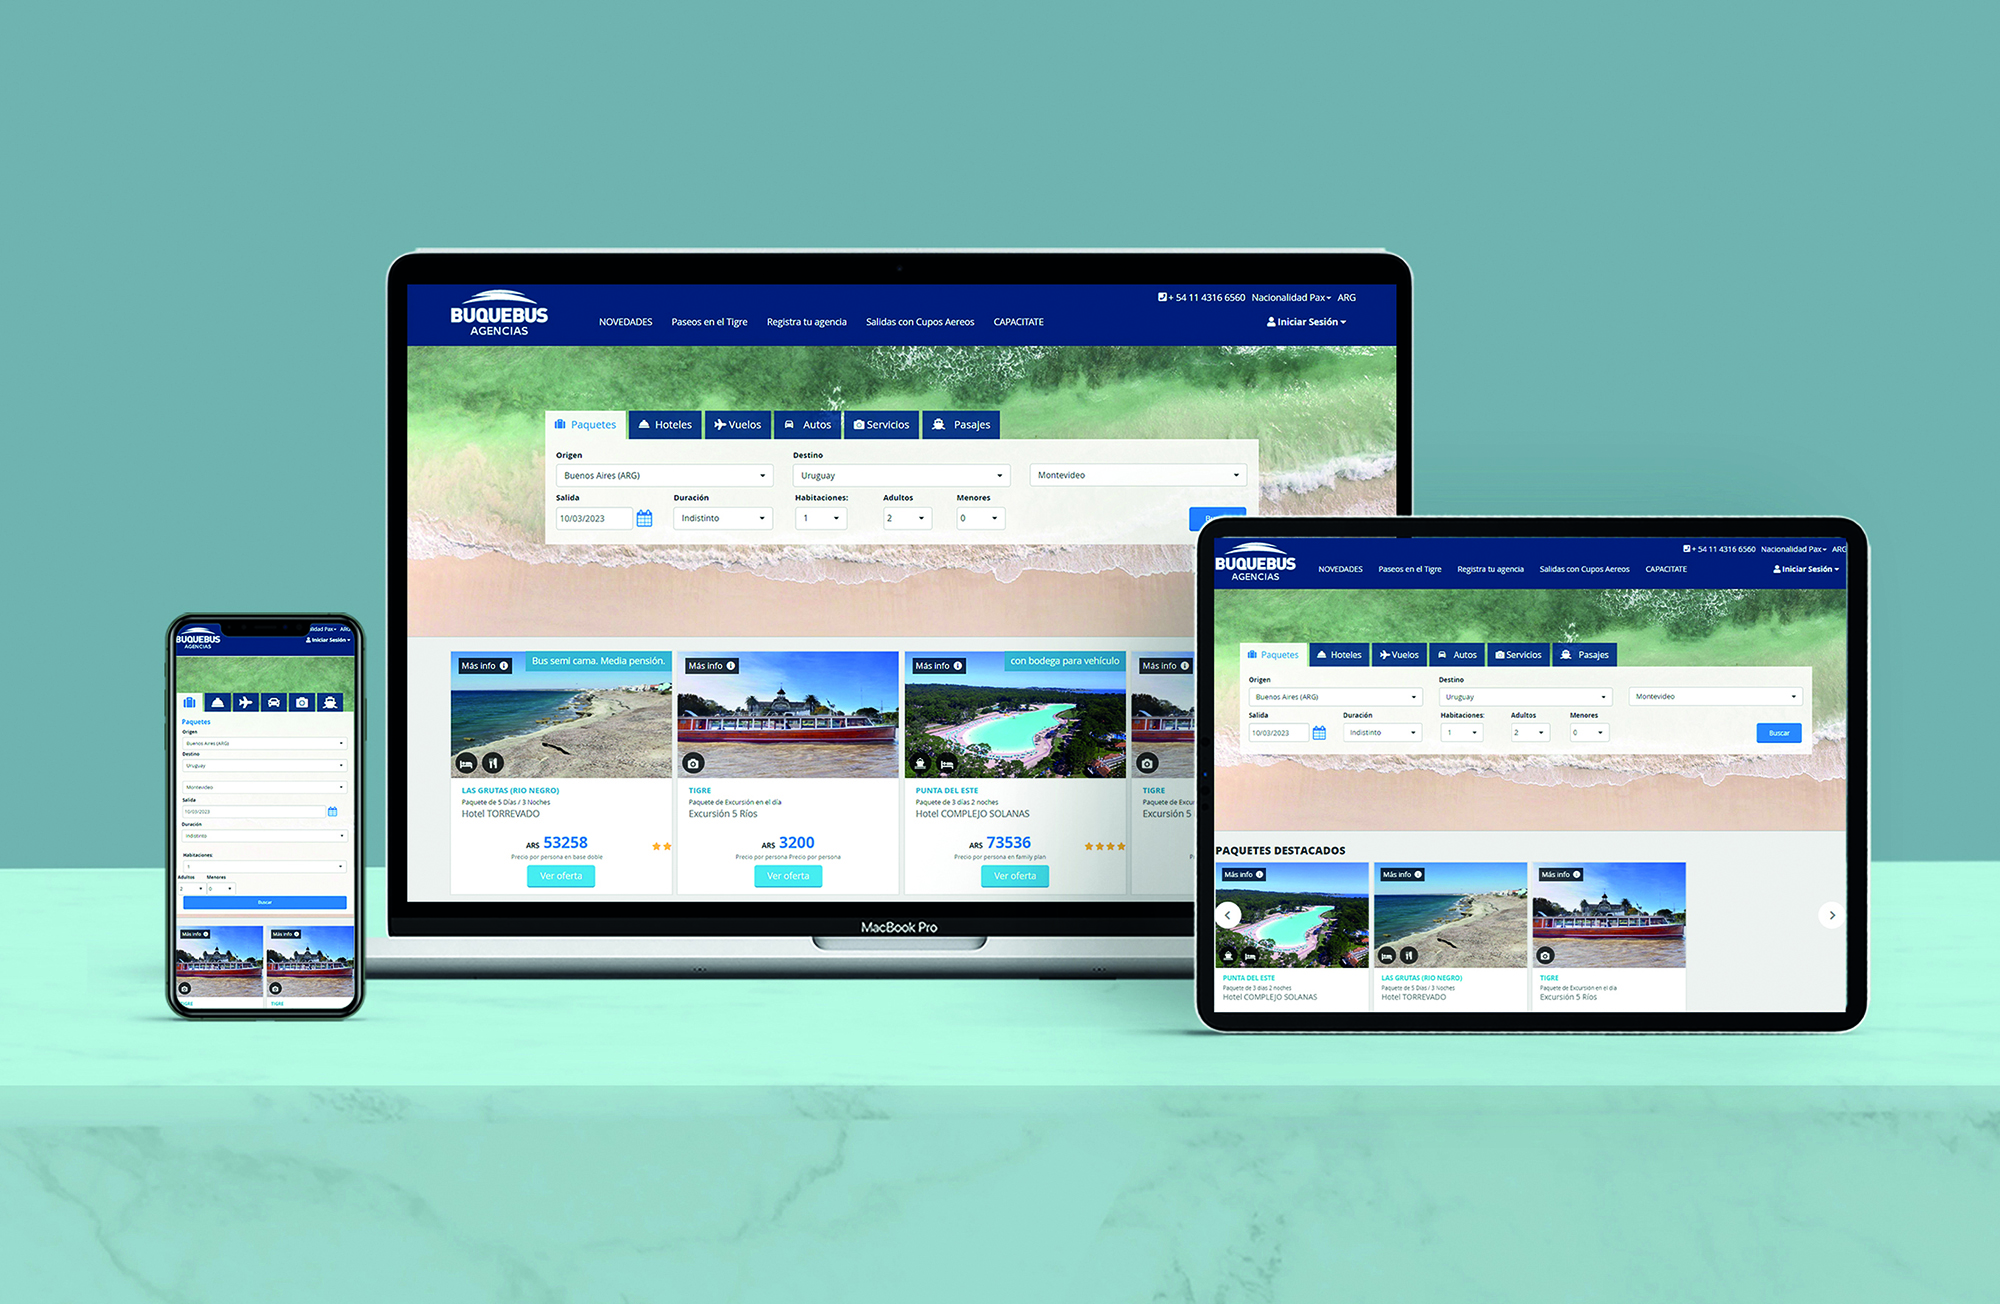 BUQUEBUS
AGENCIAS
+ 54 11 4316 6560 Nacionalidad Pax ARG
NOVEDADES Paseos en el Tigre Registra tu agencia Salidas con Cupos Aereos CAPACITATE
Iniciar Sesión
Paquetes Hoteles Vuelos Autos Servicios Pasajes
Origen Destino
Buenos Aires (ARG) Uruguay Montevideo
Salida Duración Habitaciones: Adultos Menores
10/03/2023 Indistinto 1 2 0
Más info Bus semi cama. Media pensión.
LAS GRUTAS (RIO NEGRO)
Paquete de 5 Días / 3 Noches
Hotel TORREVADO
ARS 53258
Precio por persona en base doble
Ver oferta
Más info
TIGRE
Paquete de Excursión en el día
Excursión 5 Ríos
ARS 3200
Precio por persona Precio por persona
Ver oferta
Más info con bodega para vehículo
PUNTA DEL ESTE
Paquete de 3 días 2 noches
Hotel COMPLEJO SOLANAS
ARS 73536
Precio por persona en family plan
Ver oferta
Más info
TIGRE
Paquete de Excur
Excursión 5
MacBook Pro
BUQUEBUS
AGENCIAS
idad Pax ARG
Iniciar Sesión
Paquetes
Origen
Buenos Aires (ARG)
Destino
Uruguay
Montevideo
Salida
10/03/2023
Duración
Indistinto
Habitaciones:
1
Adultos Menores
2 0
Buscar
Más info Más info
TIGRE TIGRE
BUQUEBUS
AGENCIAS
+ 54 11 4316 6560 Nacionalidad Pax ARG
NOVEDADES Paseos en el Tigre Registra tu agencia Salidas con Cupos Aereos CAPACITATE
Iniciar Sesión
Paquetes Hoteles Vuelos Autos Servicios Pasajes
Origen Destino
Buenos Aires (ARG) Uruguay Montevideo
Salida Duración Habitaciones: Adultos Menores
10/03/2023 Indistinto 1 2 0
Buscar
PAQUETES DESTACADOS
Más info
PUNTA DEL ESTE
Paquete de 3 días 2 noches
Hotel COMPLEJO SOLANAS
Más info
LAS GRUTAS (RIO NEGRO)
Paquete de 5 Días / 3 Noches
Hotel TORREVADO
Más info
TIGRE
Paquete de Excursión en el día
Excursión 5 Ríos